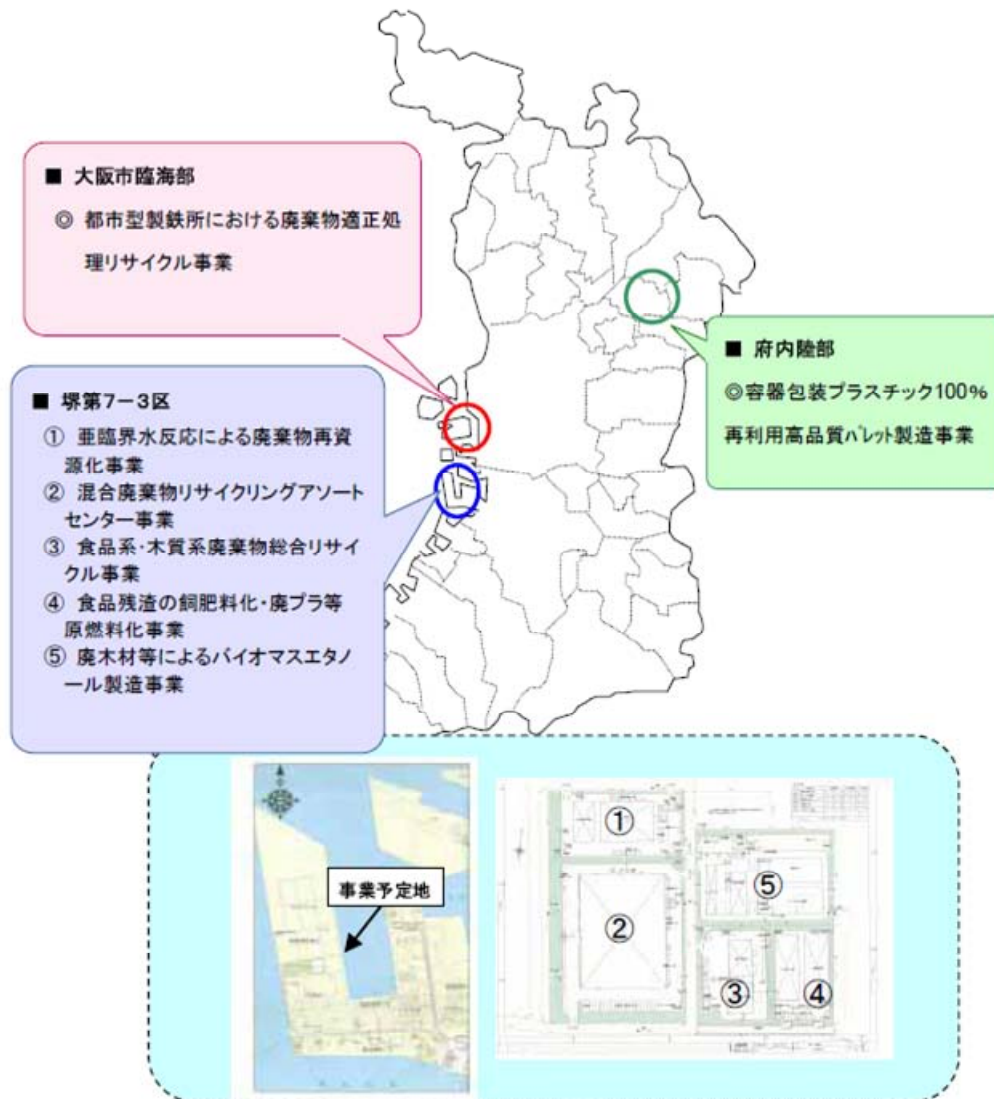 ■ 大阪市臨海部
◎ 都市型製鉄所における廃棄物適正処
理リサイクル事業
■ 府内陸部
◎容器包装プラスチック100%
再利用高品質パレット製造事業
■ 堺第7-3区
① 亜臨界水反応による廃棄物再資
源化事業
② 混合廃棄物リサイクリングアソート
センター事業
③ 食品系・木質系廃棄物総合リサイ
クル事業
④ 食品残渣の飼肥料化・廃プラ等
原燃料化事業
⑤ 廃木材等によるバイオマスエタノ
ール製造事業
事業予定地
①
②
⑤
③
④